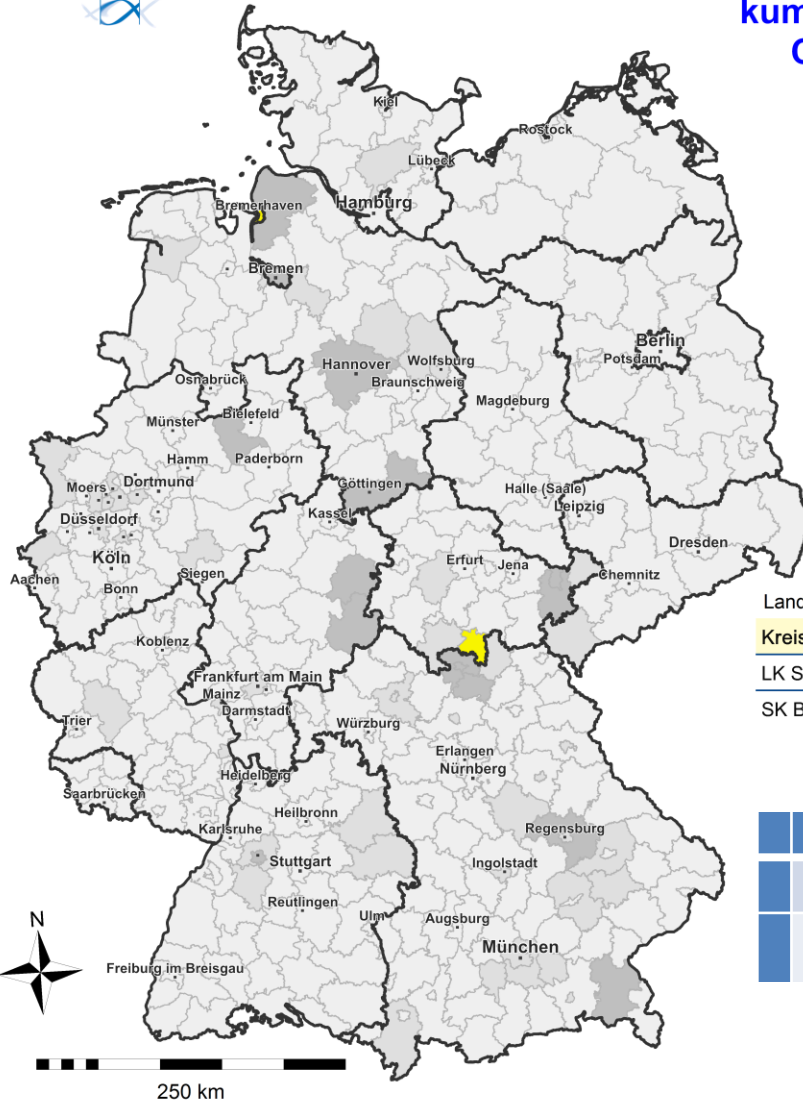 kum
C
Kiel
Rostock
Lübeck
Bremerhaven
Hamburg
Bremen
Berlin
Potsdam
Hannover
Wolfsburg
Braunschweig
Osnabrück
Magdeburg
Münster
Bielefeld
Hamm
Paderborn
Moers
Dortmund
Göttingen
Halle (Saale)
Leipzig
Düsseldorf
Kassel
Köln
Erfurt
Jena
Dresden
Aachen
Siegen
Chemnitz
Bonn
Land
Kreis
LK S
SK B
Koblenz
Frankfurt am Main
Mainz
Darmstadt
Trier
Würzburg
Erlangen
Nürnberg
Saarbrücken
Heidelberg
Heilbronn
Karlsruhe
Regensburg
Stuttgart
Ingolstadt
Reutlingen
Ulm
Augsburg
München
N
Freiburg im Breisgau
250 km